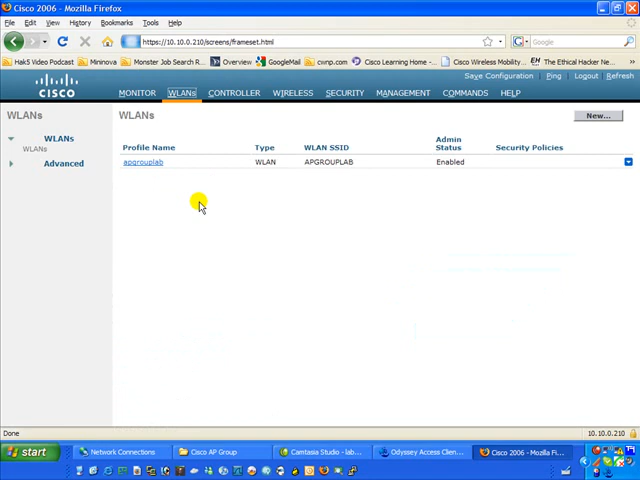 Cisco 2006 - Mozilla Firefox
File Edit View History Bookmarks Tools Help
https://10.10.0.210/screens/frameset.html
Google
Hak5 Video Podcast Mininova Monster Job Search R... Overview GoogleMail cwnp.com Cisco Learning Home - ... Cisco Wireless Mobility... The Ethical Hacker Ne...
Save Configuration Ping Logout Refresh
CISCO
MONITOR WLANs CONTROLLER WIRELESS SECURITY MANAGEMENT COMMANDS HELP
WLANs
WLANs
WLANs
Advanced
WLANs
New...
Profile Name Type WLAN SSID Admin Status Security Policies
apgrouplab WLAN APGROUPLAB Enabled
Done
10.10.0.210
start Network Connections Cisco AP Group Camtasia Studio - lab... Odyssey Access Clien... Cisco 2006 - Mozilla Fi...